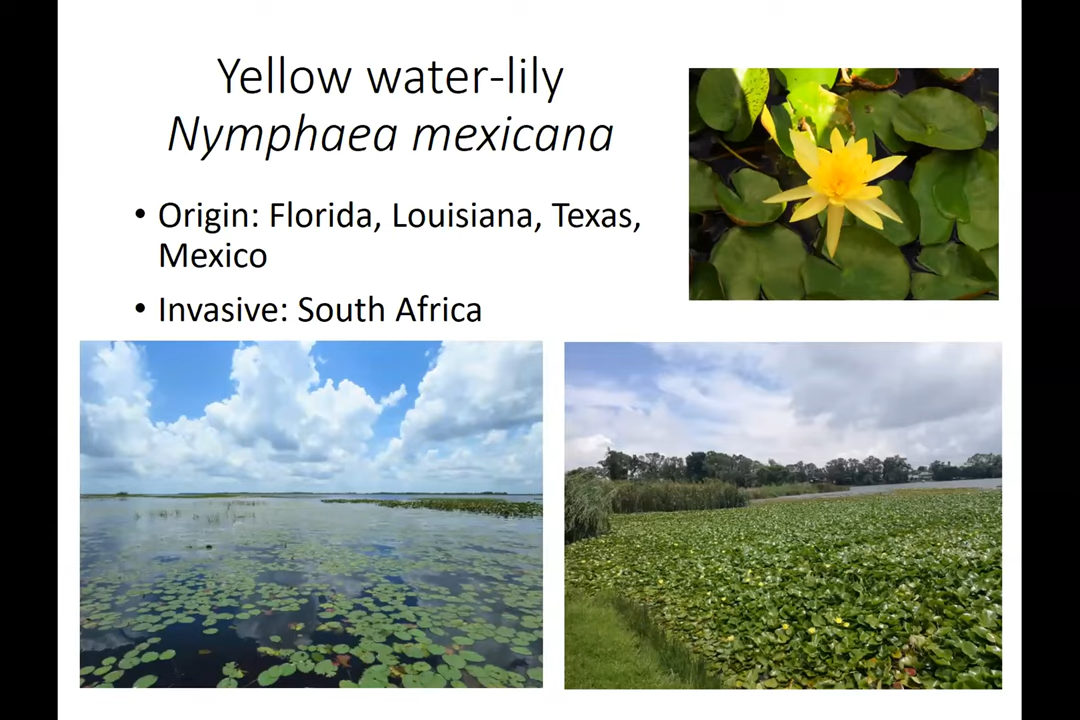 Yellow water-lily
Nymphaea mexicana
• Origin: Florida, Louisiana, Texas,
Mexico
• Invasive: South Africa